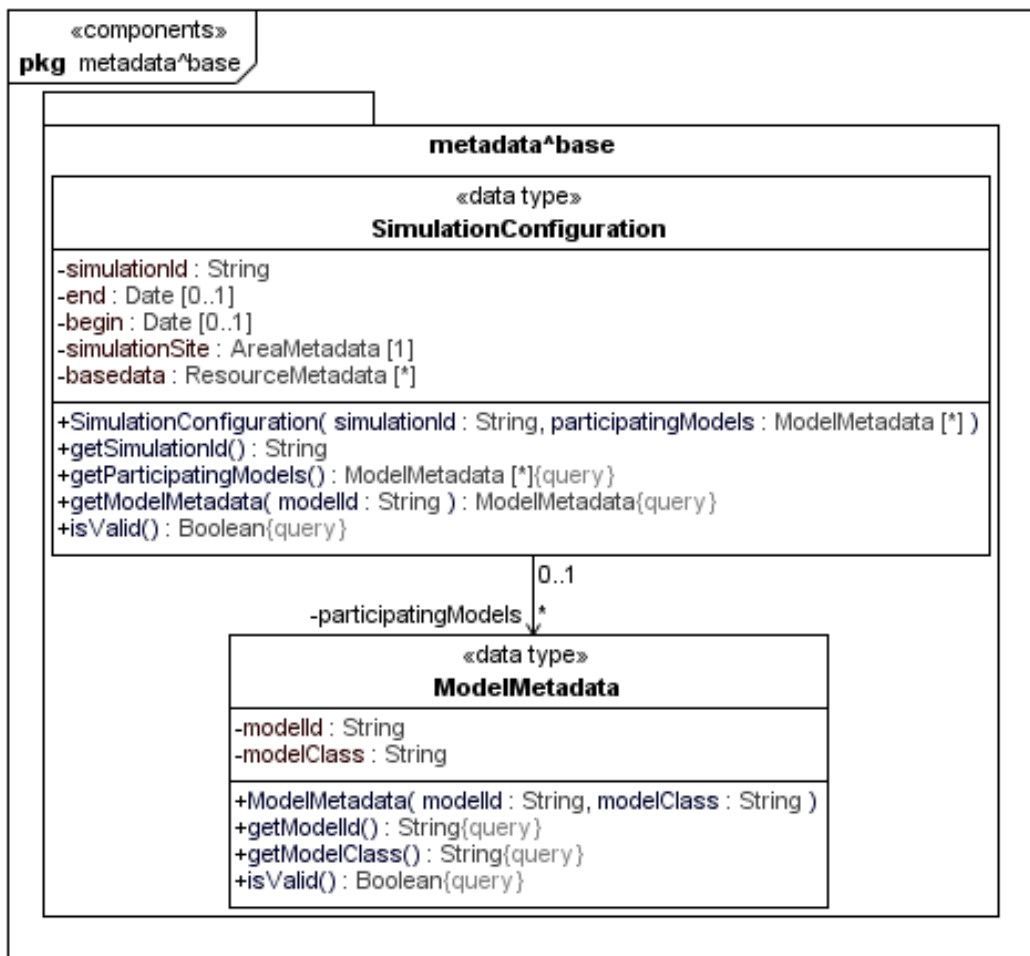 «components»
pkg metadata^base
metadata^base
«data type»
SimulationConfiguration
-simulationId : String
-end : Date [0..1]
-begin : Date [0..1]
-simulationSite : AreaMetadata [1]
-basedata : ResourceMetadata [*]
+SimulationConfiguration( simulationId : String, participatingModels : ModelMetadata [*] )
+getSimulationId() : String
+getParticipatingModels() : ModelMetadata [*]{query}
+getModelMetadata( modelId : String ) : ModelMetadata{query}
+isValid() : Boolean{query}
0..1
-participatingModels *
«data type»
ModelMetadata
-modelId : String
-modelClass : String
+ModelMetadata( modelId : String, modelClass : String )
+getModelId() : String{query}
+getModelClass() : String{query}
+isValid() : Boolean{query}